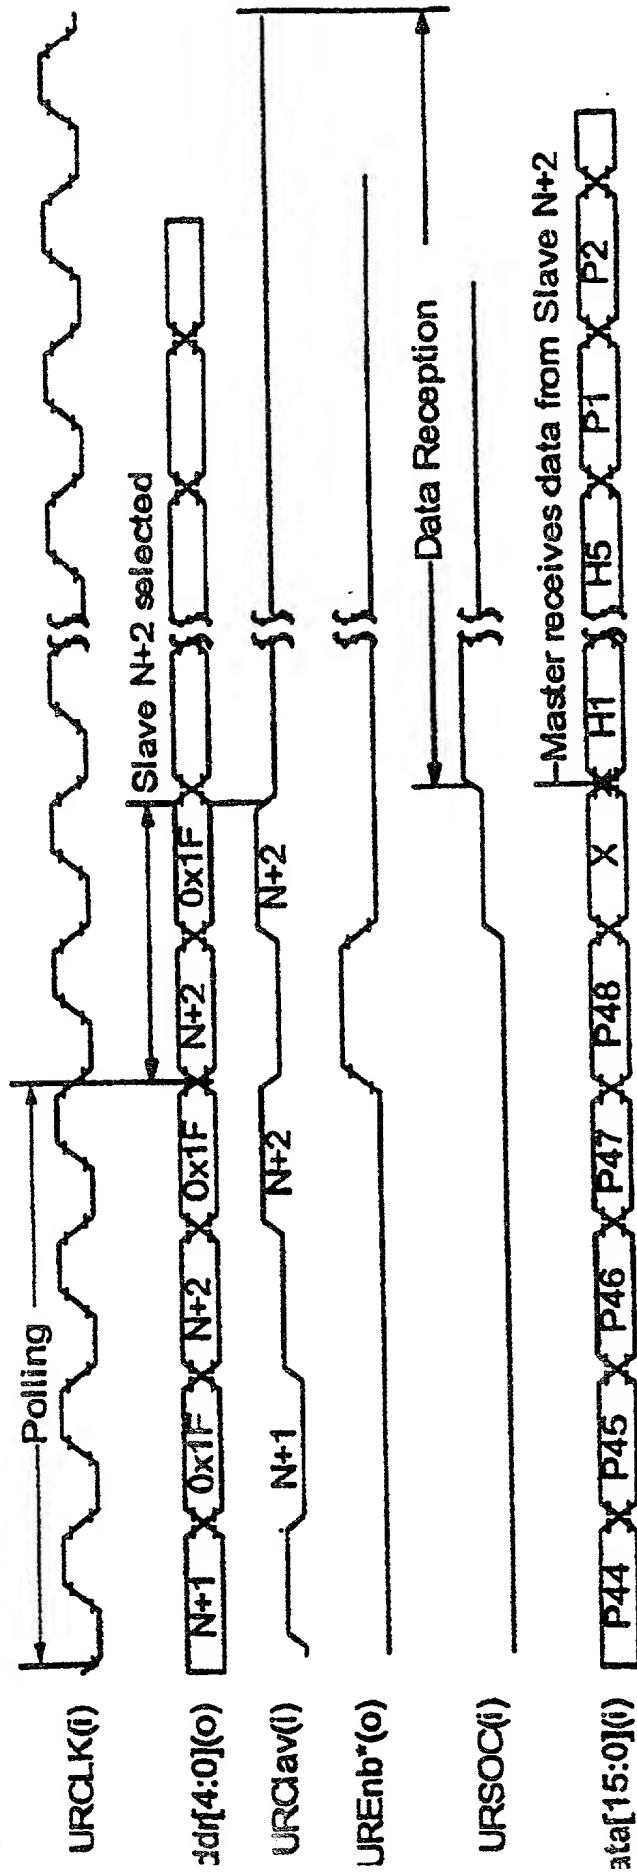 URCLK(i)
Polling
ddr[4:0](o)
N+1
0x1F
N+2
0x1F
N+2
0x1F
Slave N+2 selected
URClav(i)
N+1
N+2
N+2
UREnb*(o)
Data Reception
URSOC(i)
Master receives data from Slave N+2
ata[15:0](i)
P44
P45
P46
P47
P48
X
H1
H5
P1
P2